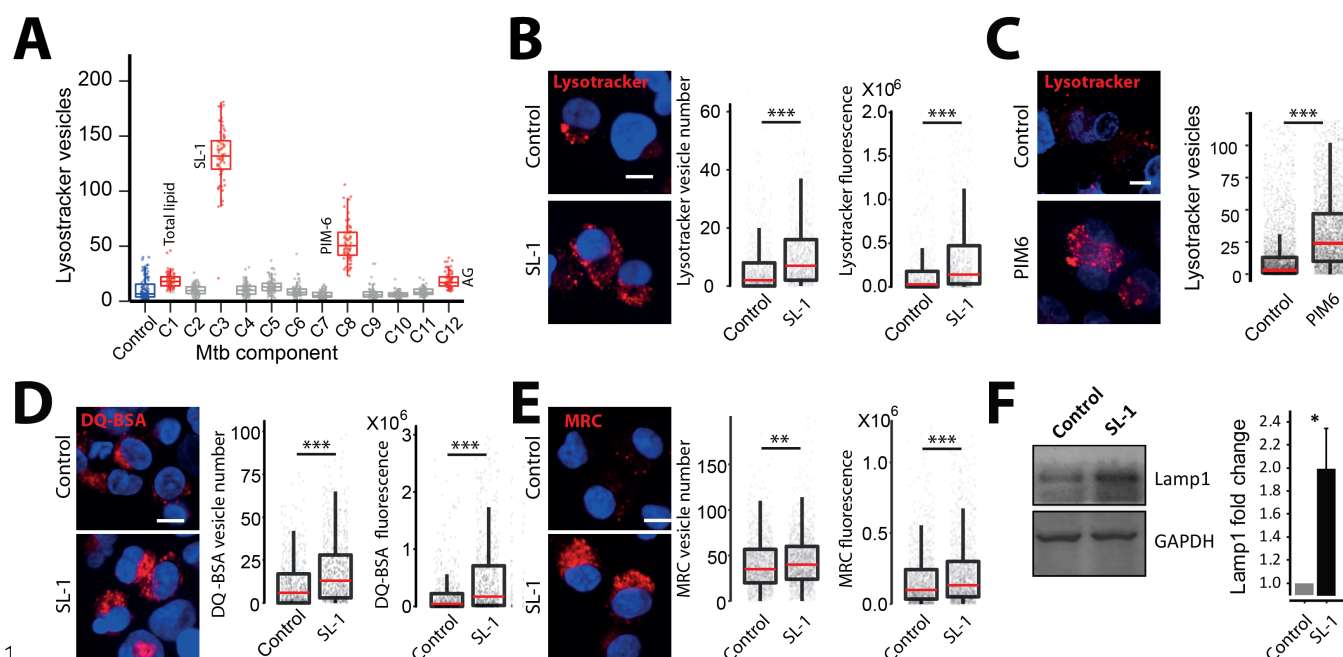 A
Lysostracker vesicles
200
150
100
50
0
Total lipid
SL-1
PIM-6
AG
Control
C1
C2
C3
C4
C5
C6
C7
C8
C9
C10
C11
C12
Mtb component
B
Lysotracker
Control
SL-1
Lysotracker vesicle number
60
40
20
0
***
Control
SL-1
X10⁶
Lysotracker fluorescence
2.0
1.5
1.0
0.5
0.0
***
Control
SL-1
C
Lysotracker
Control
PIM6
Lysotracker vesicles
100
75
50
25
0
***
Control
PIM6
D
DQ-BSA
Control
SL-1
DQ-BSA vesicle number
100
75
50
25
0
***
Control
SL-1
X10⁶
DQ-BSA fluorescence
3
2
1
0
***
Control
SL-1
E
MRC
Control
SL-1
MRC vesicle number
150
100
50
0
**
Control
SL-1
X10⁶
MRC fluorescence
1.0
0.5
0.0
***
Control
SL-1
F
Control
SL-1
Lamp1
GAPDH
Lamp1 fold change
2.4
2.2
2.0
1.8
1.6
1.4
1.2
1.0
*
Control
SL-1
1